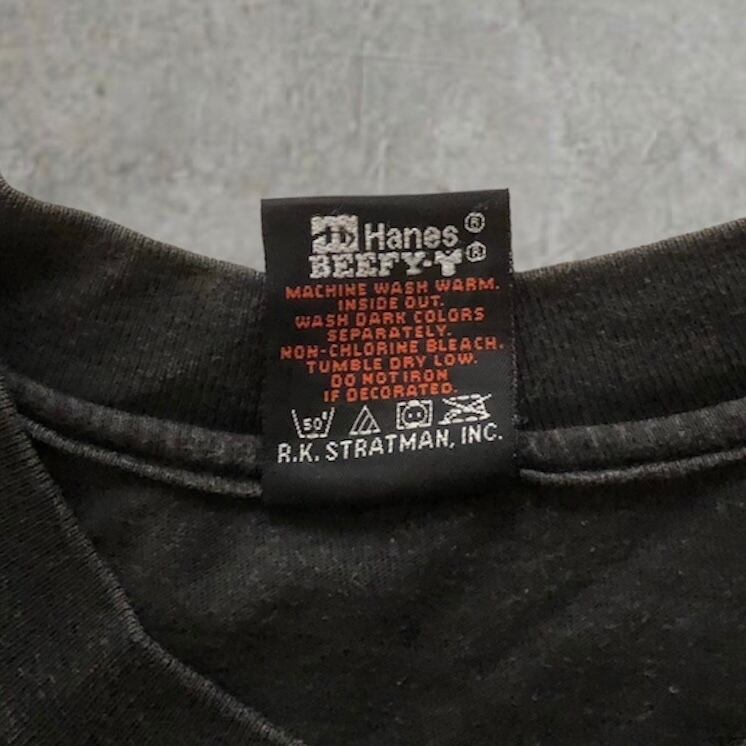 Hanes®
BEEFY-T®
MACHINE WASH WARM.
INSIDE OUT.
WASH DARK COLORS
SEPARATELY.
NON-CHLORINE BLEACH.
TUMBLE DRY LOW.
DO NOT IRON
IF DECORATED.
50°
R.K. STRATMAN, INC.